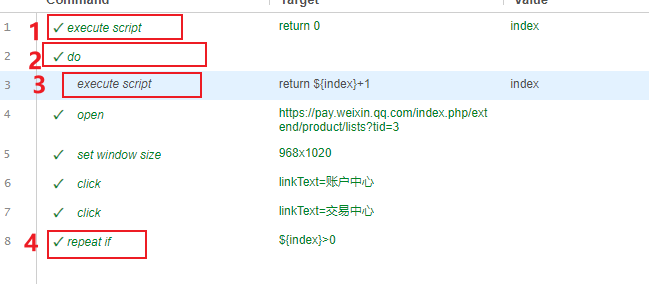 Command Target Value
1 1 ✓ execute script return 0 index
2 2 ✓ do
3 3 execute script return ${index}+1 index
4 ✓ open https://pay.weixin.qq.com/index.php/ext
end/product/lists?tid=3
5 ✓ set window size 968x1020
6 ✓ click linkText=账户中心
7 ✓ click linkText=交易中心
8 4 ✓ repeat if ${index}>0